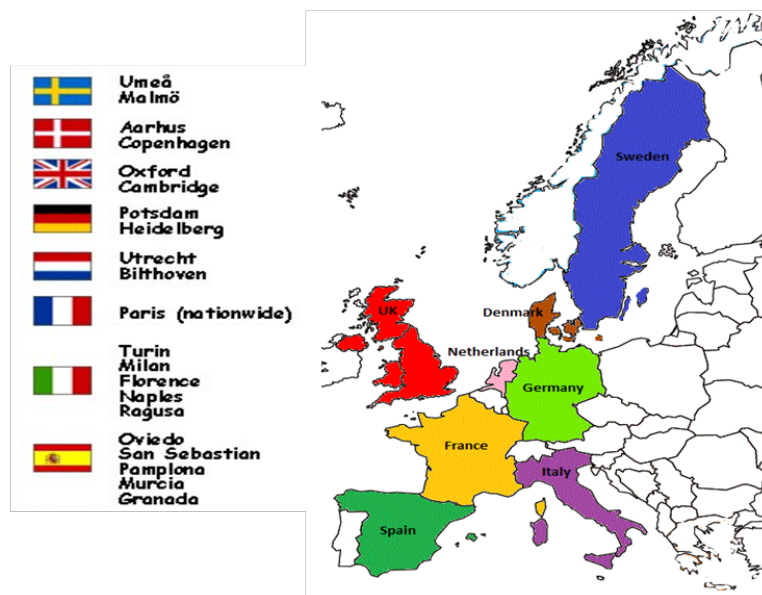 Umeå
Malmö
Aarhus
Copenhagen
Oxford
Cambridge
Potsdam
Heidelberg
Utrecht
Bilthoven
Paris (nationwide)
Turin
Milan
Florence
Naples
Ragusa
Oviedo
San Sebastian
Pamplona
Murcia
Granada
Sweden
UK
Denmark
Netherlands
Germany
France
Italy
Spain